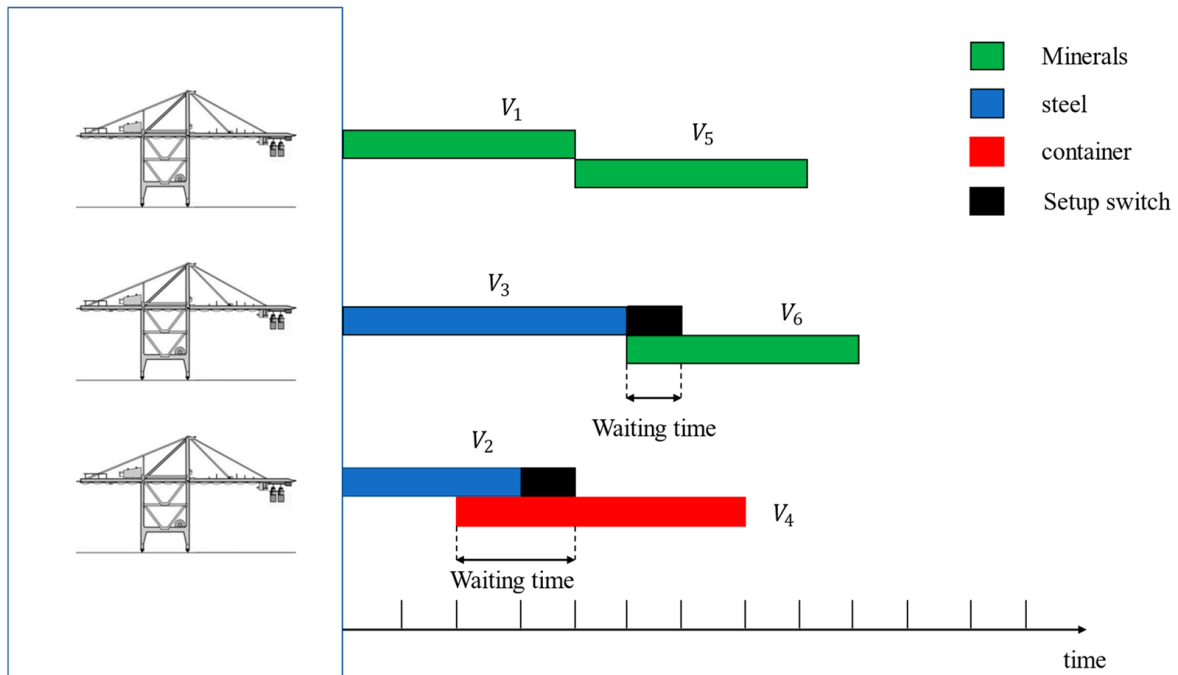 V₁
V₅
Minerals
steel
container
Setup switch
V₃
V₆
Waiting time
V₂
V₄
Waiting time
time